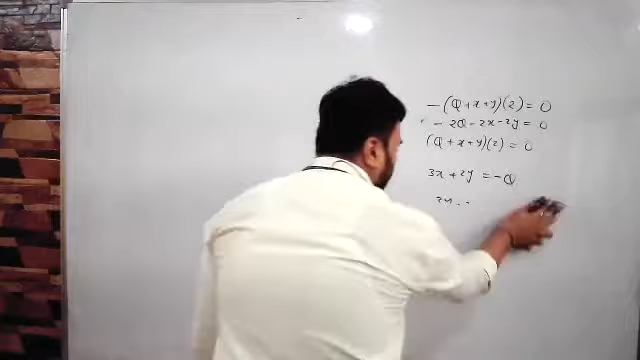 -(Q+x+y)(2) = 0
- 2Q - 2x - 2y = 0
(Q+x+y)(2) = 0
3x + 2y = -Q